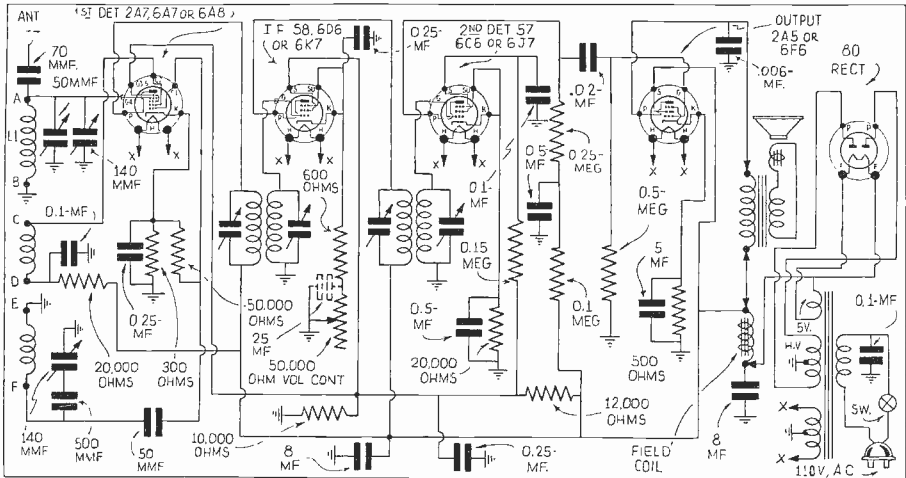 ANT
70
MMF.
50MMF.
A
L1
B
C
0.1-MF
D
E
F
140
MMF
500
MMF
50
MMF
20,000
OHMS
0.25-
MF
300
OHMS
50,000
OHMS
140
MMF
1ST DET 2A7, 6A7 OR 6A8
I F 58, 6D6
OR 6K7
0.25-
MF
X X
600
OHMS
25
MF
50,000
OHM VOL CONT
10,000
OHMS
8
MF
2ND DET 57
6C6 OR 6J7
X X
0.1-
MF
0.5-
MF
0.15
MEG
0.5-
MF
20,000
OHMS
0.25-
MF.
.02-
MF
0.25-
MEG
0.1
MEG
12,000
OHMS
0.5-
MEG
5
MF
500
OHMS
X X
OUTPUT
2A5 OR
6F6
.006-
MF
FIELD
COIL
8
MF
80
RECT
P P
F F
5V.
H.V
X
X
0.1-MF
SW.
110V, AC